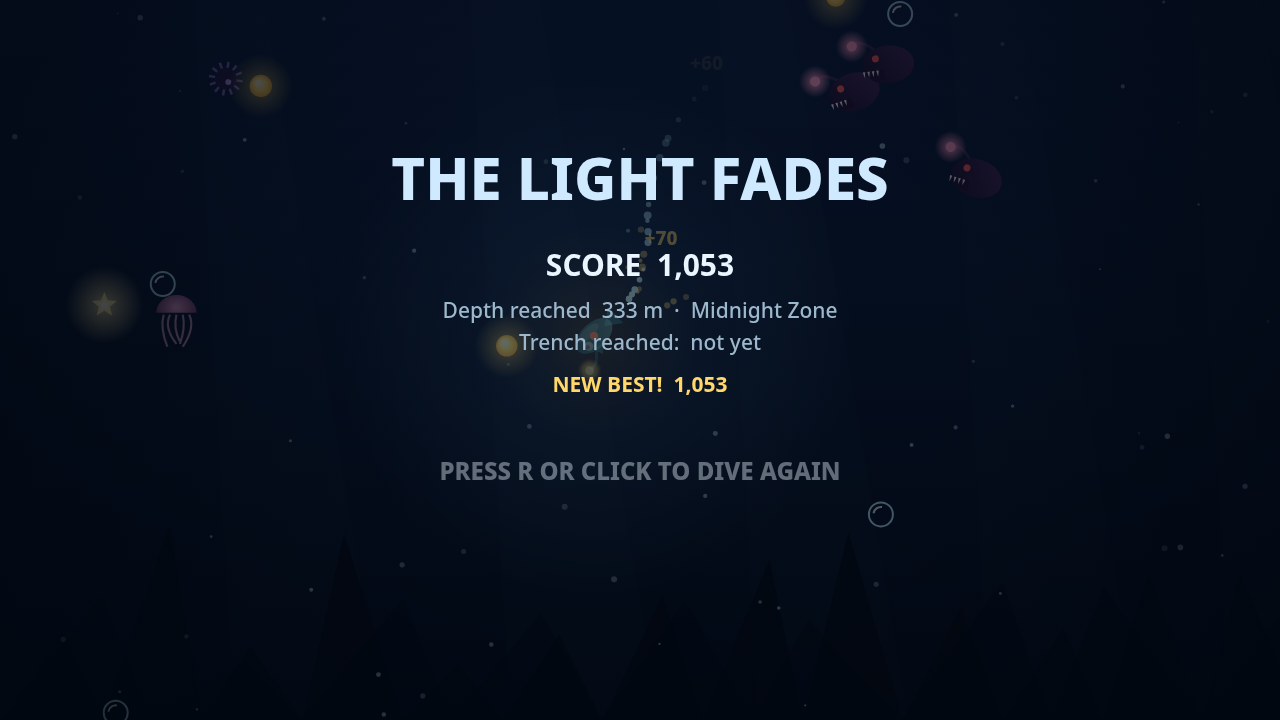 +60
THE LIGHT FADES
+70
SCORE 1,053
Depth reached 333 m · Midnight Zone
Trench reached: not yet
NEW BEST! 1,053
PRESS R OR CLICK TO DIVE AGAIN